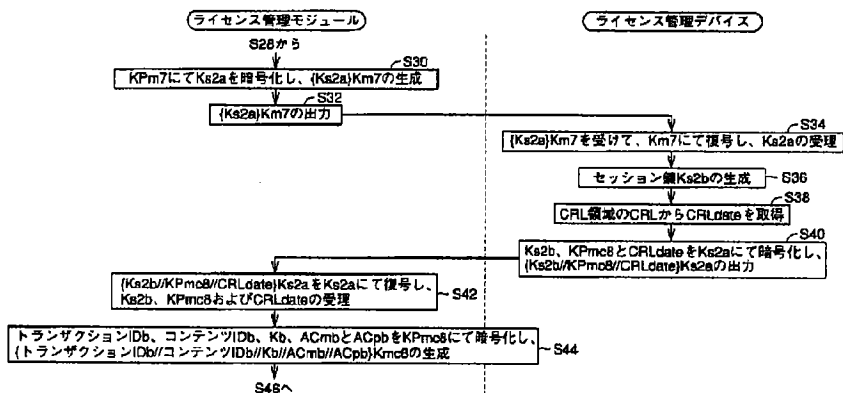 ライセンス管理モジュール
ライセンス管理デバイス
S28から
S30
KPm7にてKs2aを暗号化し、{Ks2a}Km7の生成
S32
{Ks2a}Km7の出力
S34
{Ks2a}Km7を受けて、Km7にて復号し、Ks2aの受理
セッション鍵Ks2bの生成
S36
S38
CRL領域のCRLからCRLdateを取得
S40
Ks2b、KPmc8とCRLdateをKs2aにて暗号化し、
{Ks2b//KPmc8//CRLdate}Ks2aの出力
{Ks2b//KPmc8//CRLdate}Ks2aをKs2aにて復号し、
Ks2b、KPmc8およびCRLdateの受理
S42
トランザクションIDb、コンテンツIDb、Kb、ACmbとACpbをKPmc8にて暗号化し、
{トランザクションIDb//コンテンツIDb//Kb//ACmb//ACpb}Kmc8の生成
S44
S46へ